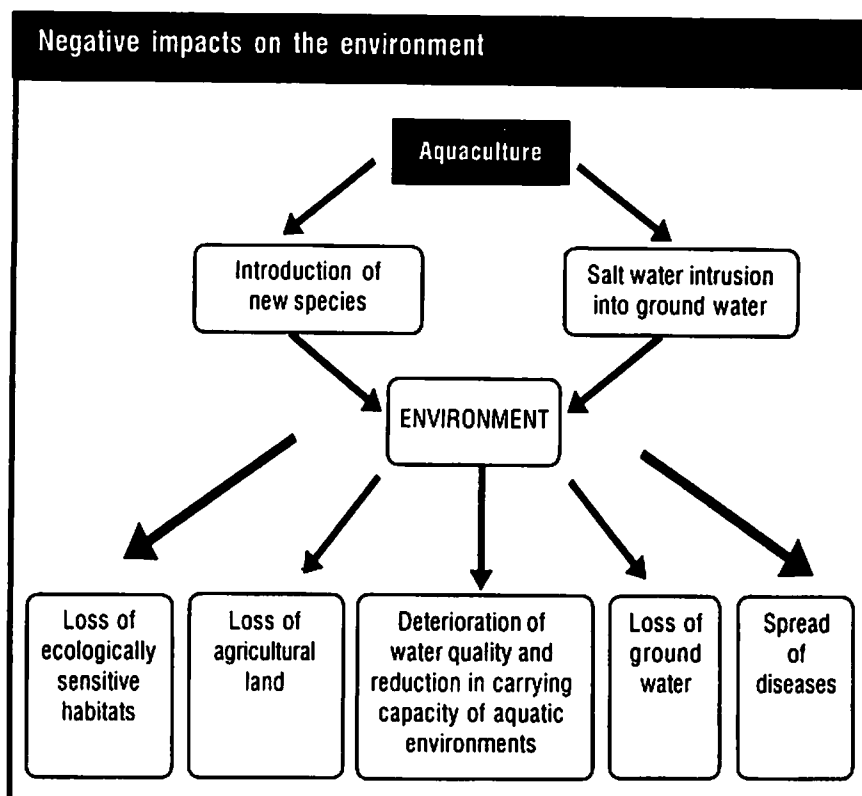 Negative impacts on the environment
Aquaculture
Introduction of
new species
Salt water intrusion
into ground water
ENVIRONMENT
Loss of
ecologically
sensitive
habitats
Loss of
agricultural
land
Deterioration of
water quality and
reduction in carrying
capacity of aquatic
environments
Loss of
ground
water
Spread
of
diseases